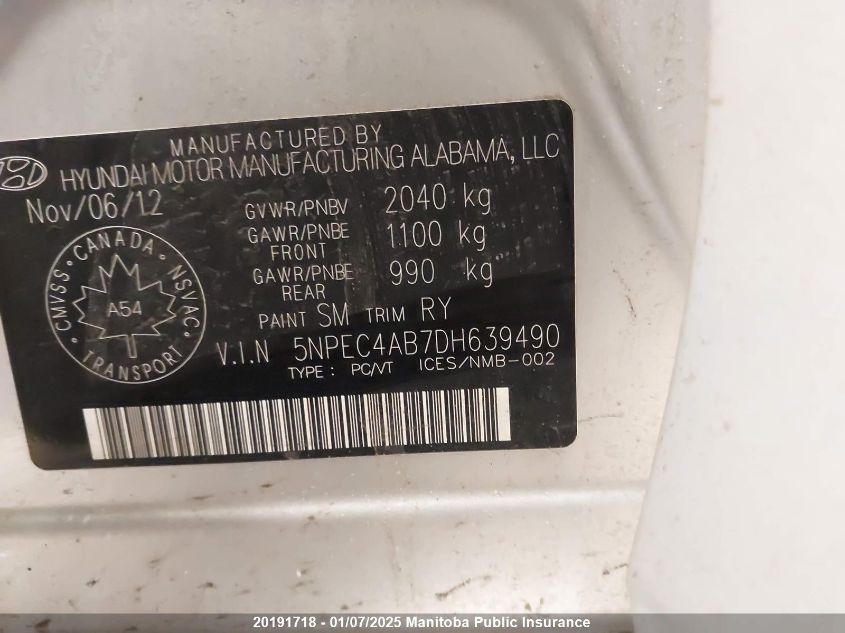 MANUFACTURED BY
HYUNDAI MOTOR MANUFACTURING ALABAMA, LLC
Nov/06/12
GVWR/PNBV 2040 kg
GAWR/PNBE FRONT 1100 kg
GAWR/PNBE REAR 990 kg
CMVSS · CANADA · NSVAC
A54
TRANSPORT
PAINT SM TRIM RY
V.I.N 5NPEC4AB7DH639490
TYPE : PC/VT ICES/NMB-002
20191718 - 01/07/2025 Manitoba Public Insurance